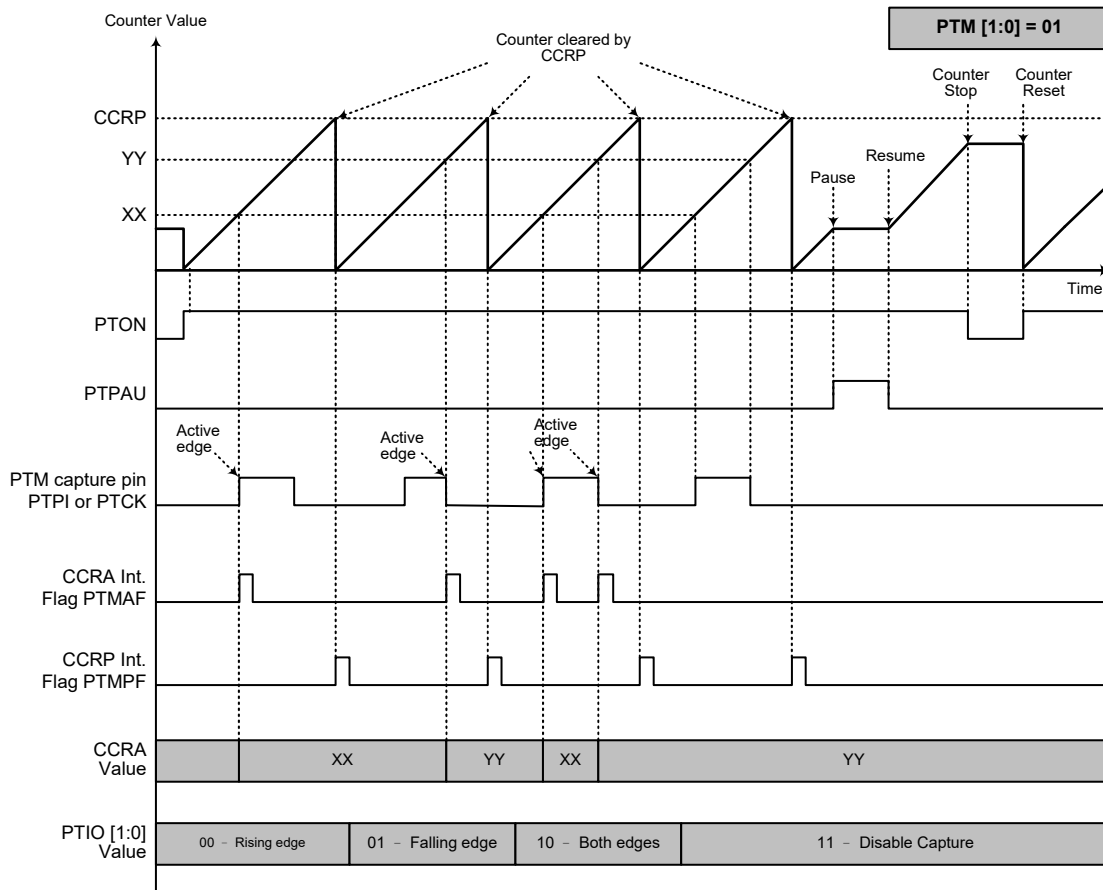 Counter Value
PTM [1:0] = 01
Counter cleared by
CCRP
Counter
Stop
Counter
Reset
CCRP
YY
Resume
Pause
XX
Time
PTON
PTPAU
Active
edge
Active
edge
Active
edge
PTM capture pin
PTPI or PTCK
CCRA Int.
Flag PTMAF
CCRP Int.
Flag PTMPF
CCRA
Value
XX
YY
XX
YY
PTIO [1:0]
Value
00 – Rising edge
01 – Falling edge
10 – Both edges
11 – Disable Capture